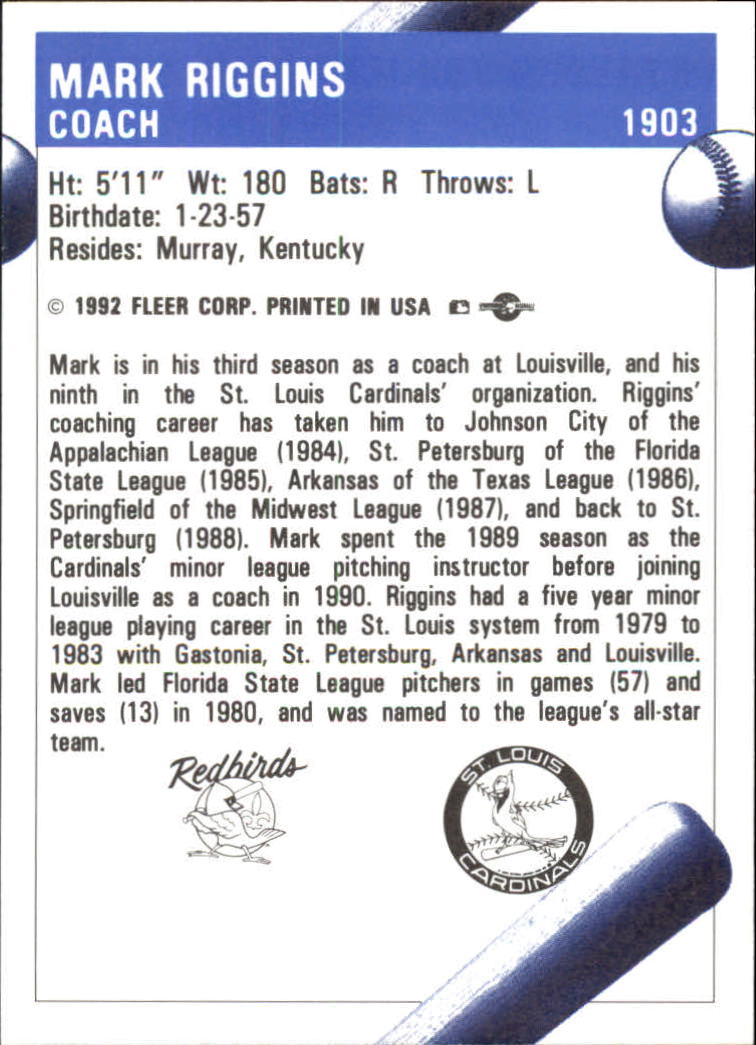 MARK RIGGINS
COACH 1903
Ht: 5'11" Wt: 180 Bats: R Throws: L
Birthdate: 1-23-57
Resides: Murray, Kentucky
© 1992 FLEER CORP. PRINTED IN USA
Mark is in his third season as a coach at Louisville, and his
ninth in the St. Louis Cardinals' organization. Riggins'
coaching career has taken him to Johnson City of the
Appalachian League (1984), St. Petersburg of the Florida
State League (1985), Arkansas of the Texas League (1986),
Springfield of the Midwest League (1987), and back to St.
Petersburg (1988). Mark spent the 1989 season as the
Cardinals' minor league pitching instructor before joining
Louisville as a coach in 1990. Riggins had a five year minor
league playing career in the St. Louis system from 1979 to
1983 with Gastonia, St. Petersburg, Arkansas and Louisville.
Mark led Florida State League pitchers in games (57) and
saves (13) in 1980, and was named to the league's all-star
team.
Redbirds
ST. LOUIS
CARDINALS